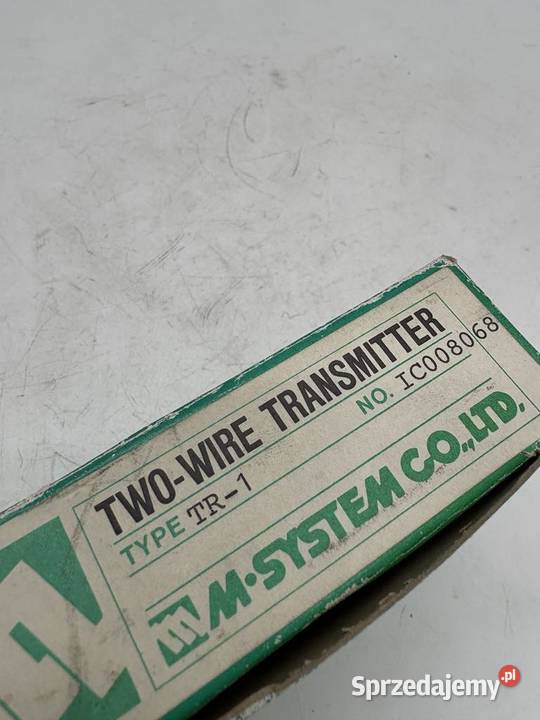 TWO-WIRE TRANSMITTER
TYPE TR-1 NO. IC008068
M·SYSTEM CO.,LTD.
Sprzedajemy.pl